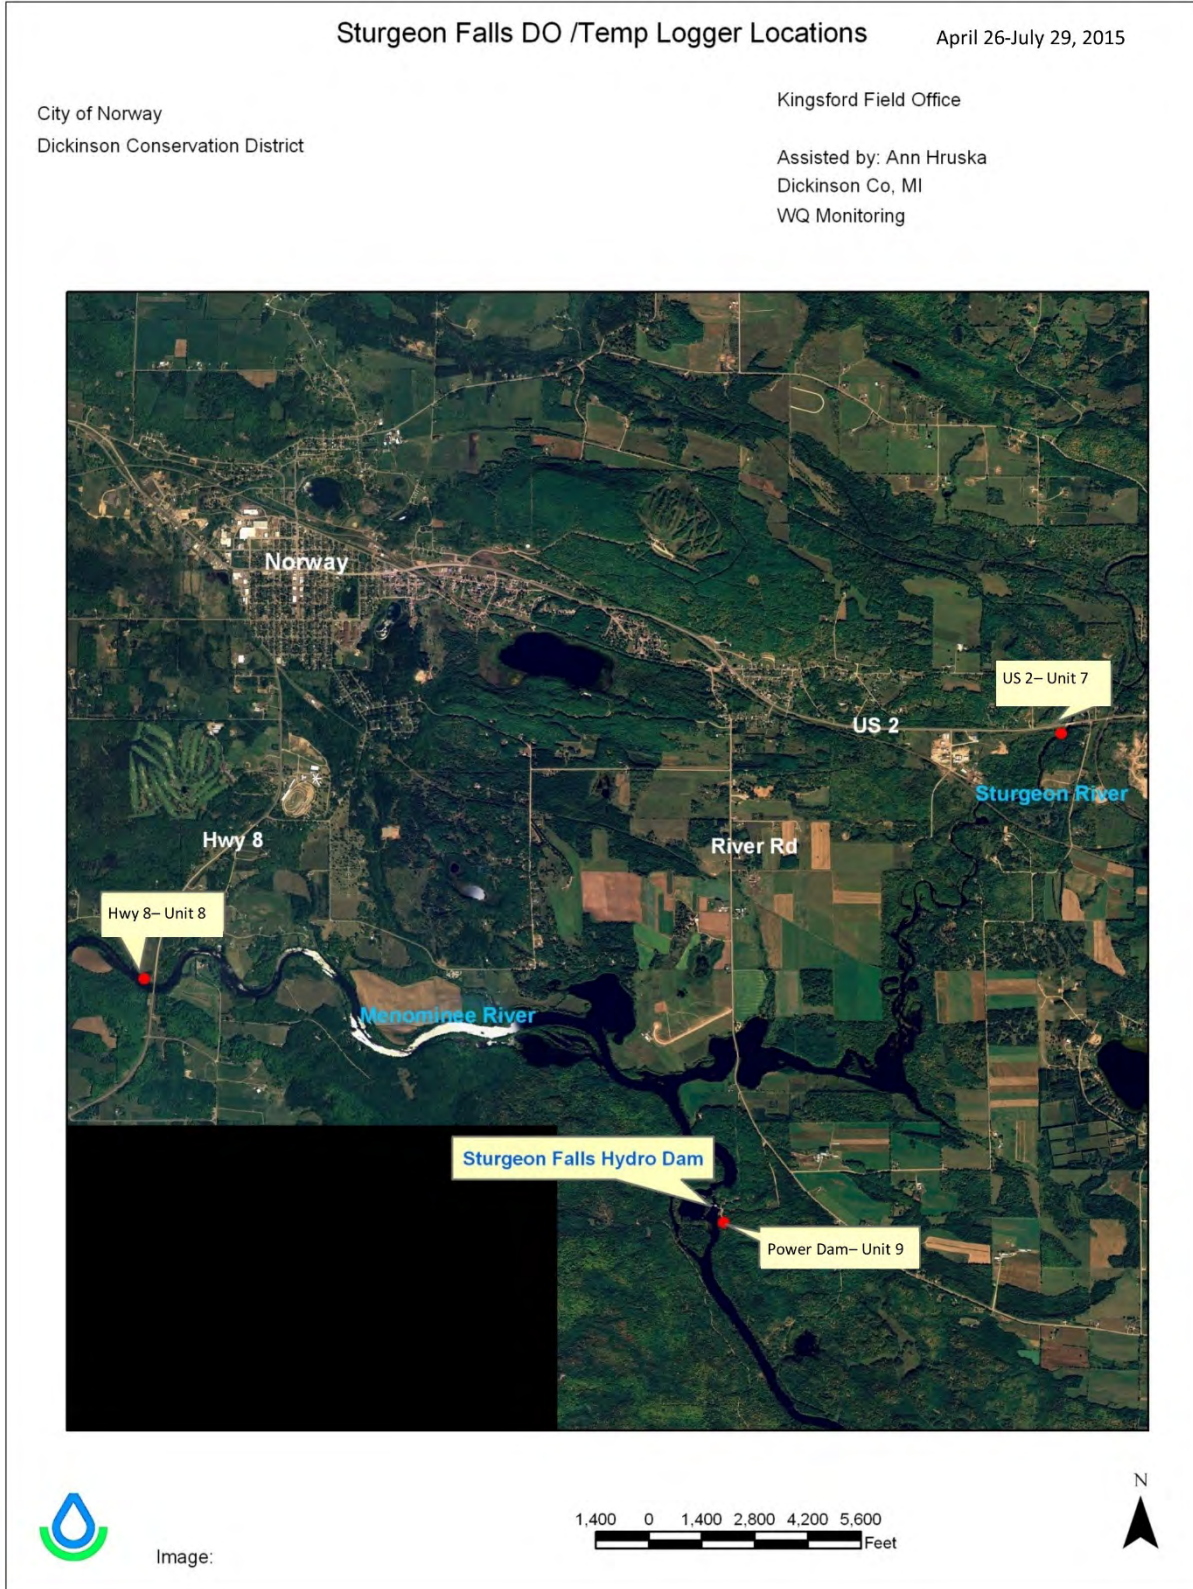 Sturgeon Falls DO /Temp Logger Locations
April 26-July 29, 2015
City of Norway
Dickinson Conservation District
Kingsford Field Office
Assisted by: Ann Hruska
Dickinson Co, MI
WQ Monitoring
Norway
US 2– Unit 7
US 2
Sturgeon River
Hwy 8
River Rd
Hwy 8– Unit 8
Menominee River
Sturgeon Falls Hydro Dam
Power Dam– Unit 9
N
1,400 0 1,400 2,800 4,200 5,600
Feet
Image: